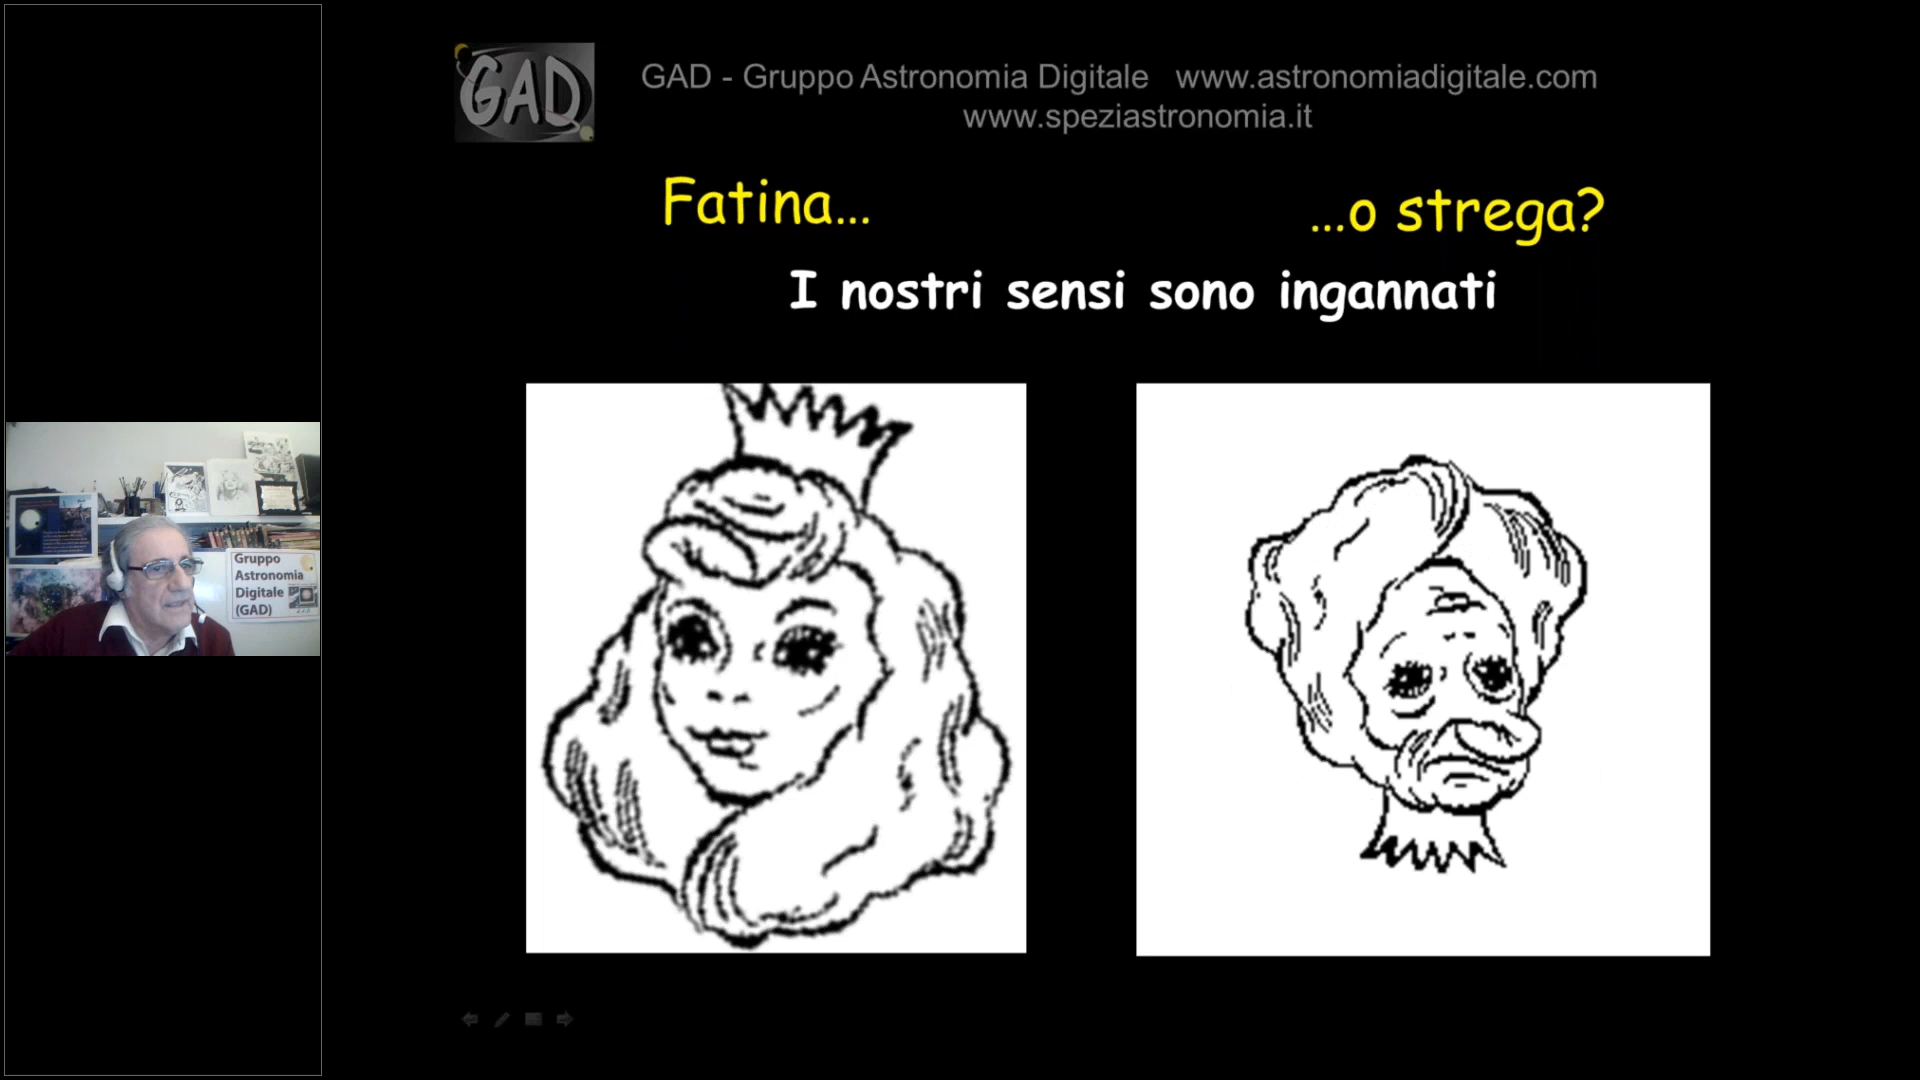 GAD
GAD - Gruppo Astronomia Digitale www.astronomiadigitale.com
www.speziastronomia.it
Fatina...
...o strega?
I nostri sensi sono ingannati
Gruppo
Astronomia
Digitale
(GAD)